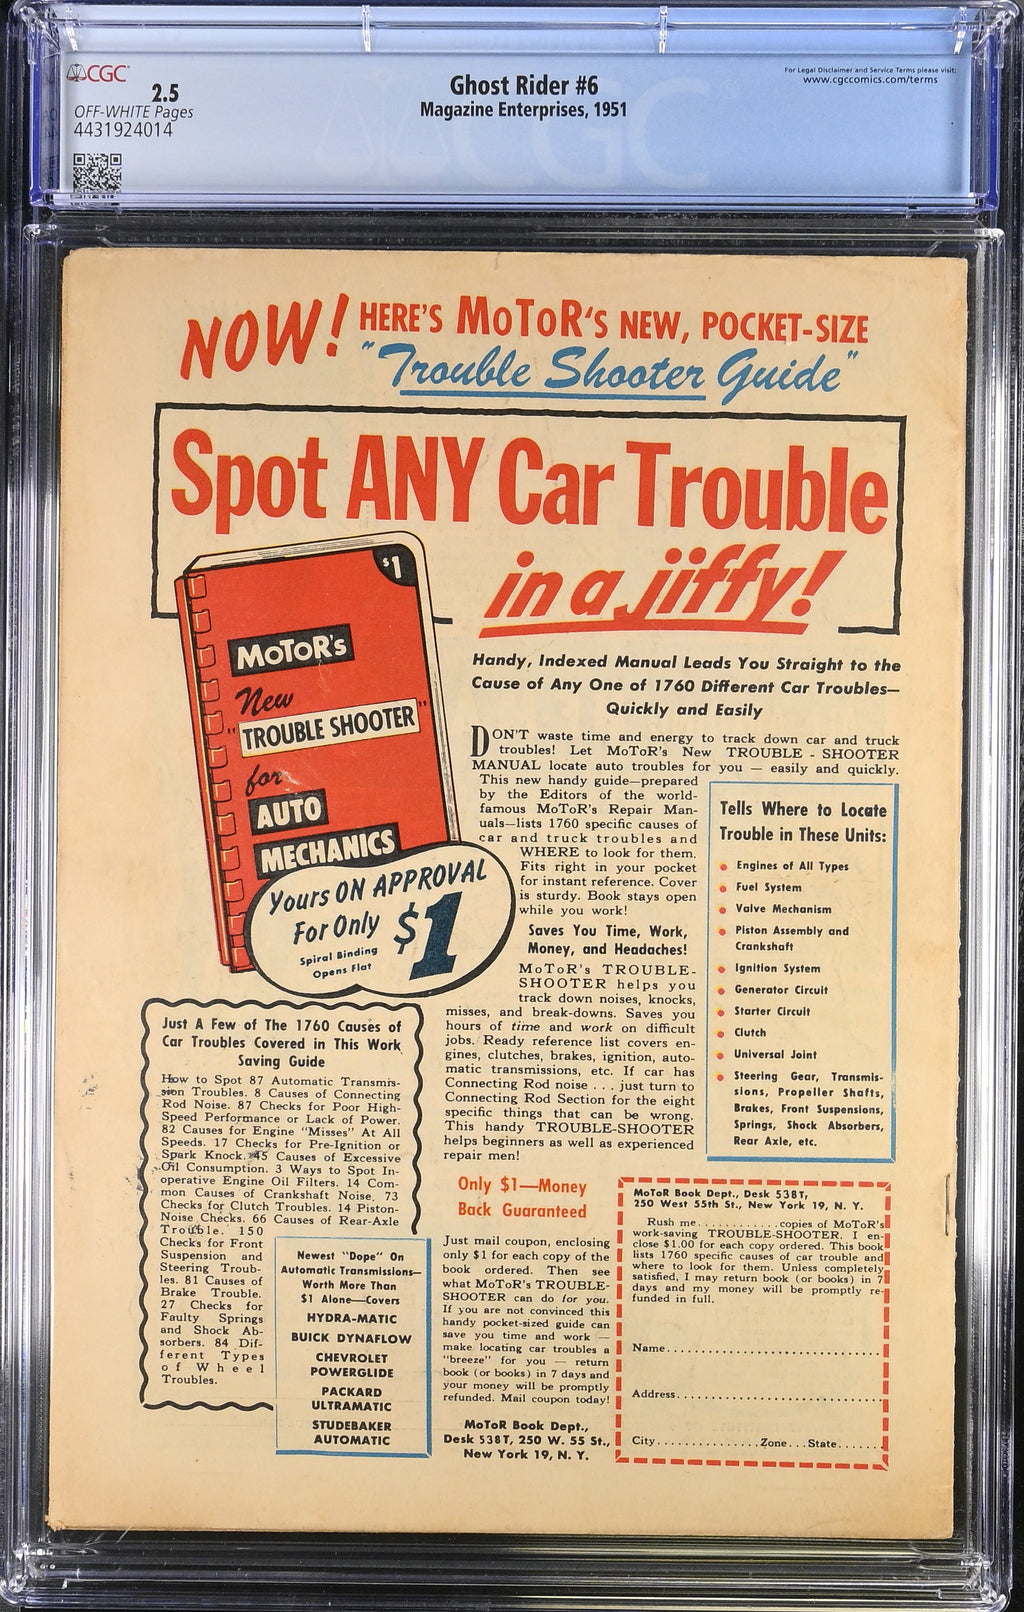 CGC
2.5
OFF-WHITE Pages
4431924014
Ghost Rider #6
Magazine Enterprises, 1951
For Legal Disclaimer and Service Terms please visit:
www.cgccomics.com/terms
CGC
NOW! HERE'S MoToR's NEW, POCKET-SIZE
"Trouble Shooter Guide"
Spot ANY Car Trouble
in a jiffy!
$1
MoToR's
New
"TROUBLE SHOOTER"
for
AUTO
MECHANICS
Yours ON APPROVAL
For Only $1
Spiral Binding
Opens Flat
Handy, Indexed Manual Leads You Straight to the
Cause of Any One of 1760 Different Car Troubles—
Quickly and Easily
DON'T waste time and energy to track down car and truck
troubles! Let MoToR's New TROUBLE - SHOOTER
MANUAL locate auto troubles for you — easily and quickly.
This new handy guide—prepared
by the Editors of the world-
famous MoToR's Repair Man-
uals—lists 1760 specific causes of
car and truck troubles and
WHERE to look for them.
Fits right in your pocket
for instant reference. Cover
is sturdy. Book stays open
while you work!
Saves You Time, Work,
Money, and Headaches!
MoToR's TROUBLE-
SHOOTER helps you
track down noises, knocks,
misses, and break-downs. Saves you
hours of time and work on difficult
jobs. Ready reference list covers en-
gines, clutches, brakes, ignition, auto-
matic transmissions, etc. If car has
Connecting Rod noise . . . just turn to
Connecting Rod Section for the eight
specific things that can be wrong.
This handy TROUBLE-SHOOTER
helps beginners as well as experienced
repair men!
Tells Where to Locate
Trouble in These Units:
• Engines of All Types
• Fuel System
• Valve Mechanism
• Piston Assembly and
Crankshaft
• Ignition System
• Generator Circuit
• Starter Circuit
• Clutch
• Universal Joint
• Steering Gear, Transmis-
sions, Propeller Shafts,
Brakes, Front Suspensions,
Springs, Shock Absorbers,
Rear Axle, etc.
Just A Few of The 1760 Causes of
Car Troubles Covered in This Work
Saving Guide
How to Spot 87 Automatic Transmis-
sion Troubles. 8 Causes of Connecting
Rod Noise. 87 Checks for Poor High-
Speed Performance or Lack of Power.
82 Causes for Engine "Misses" At All
Speeds. 17 Checks for Pre-Ignition or
Spark Knock. 45 Causes of Excessive
Oil Consumption. 3 Ways to Spot In-
operative Engine Oil Filters. 14 Com-
mon Causes of Crankshaft Noise. 73
Checks for Clutch Troubles. 14 Piston-
Noise Checks. 66 Causes of Rear-Axle
Trouble. 150
Checks for Front
Suspension and
Steering Troub-
les. 81 Causes of
Brake Trouble.
27 Checks for
Faulty Springs
and Shock Ab-
sorbers. 84 Dif-
ferent Types
of Wheel
Troubles.
Newest "Dope" On
Automatic Transmissions—
Worth More Than
$1 Alone—Covers
HYDRA-MATIC
BUICK DYNAFLOW
CHEVROLET
POWERGLIDE
PACKARD
ULTRAMATIC
STUDEBAKER
AUTOMATIC
Only $1—Money
Back Guaranteed
Just mail coupon, enclosing
only $1 for each copy of the
book ordered. Then see
what MoToR's TROUBLE-
SHOOTER can do for you.
If you are not convinced this
handy pocket-sized guide can
save you time and work —
make locating car troubles a
"breeze" for you — return
book (or books) in 7 days and
your money will be promptly
refunded. Mail coupon today!
MoToR Book Dept.,
Desk 538T, 250 W. 55 St.,
New York 19, N. Y.
MoToR Book Dept., Desk 538T,
250 West 55th St., New York 19, N. Y.
Rush me............copies of MoToR's
work-saving TROUBLE-SHOOTER. I en-
close $1.00 for each copy ordered. This book
lists 1760 specific causes of car trouble and
where to look for them. Unless completely
satisfied, I may return book (or books) in 7
days and my money will be promptly re-
funded in full.
Name....................................
Address..................................
City...............Zone...State.......